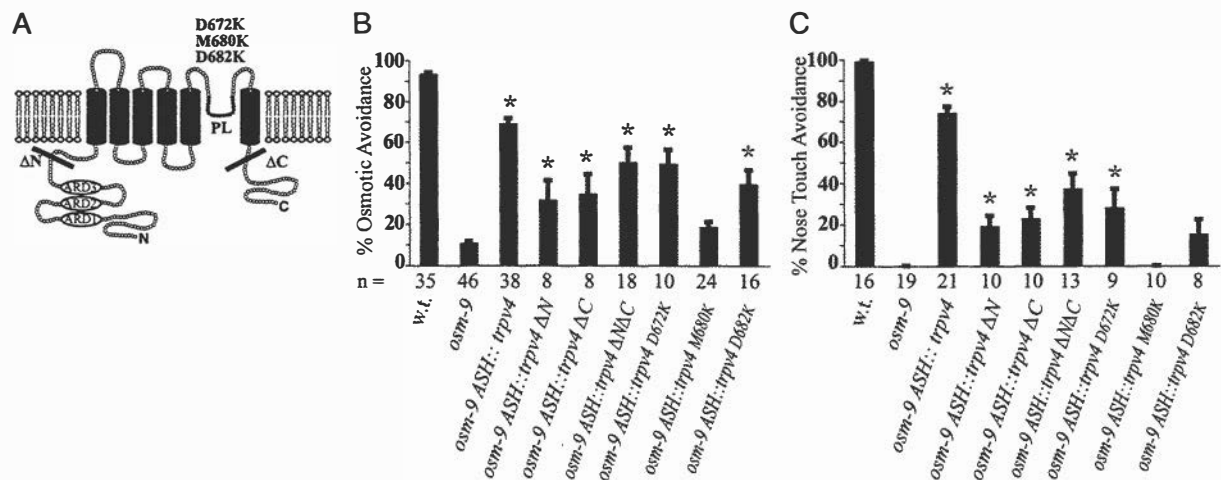 A
D672K
M680K
D682K
PL
ΔN
ΔC
ARD3
ARD2
ARD1
N
C
B
% Osmotic Avoidance
100
80
60
40
20
0
* * * * * *
n = 35 46 38 8 8 18 10 24 16
w.t.
osm-9
osm-9 ASH:: trpv4
osm-9 ASH::trpv4 ΔN
osm-9 ASH::trpv4 ΔC
osm-9 ASH::trpv4 ΔNΔC
osm-9 ASH::trpv4 D672K
osm-9 ASH::trpv4 M680K
osm-9 ASH::trpv4 D682K
C
% Nose Touch Avoidance
100
80
60
40
20
0
* * * * *
16 19 21 10 10 13 9 10 8
w.t.
osm-9
osm-9 ASH:: trpv4
osm-9 ASH::trpv4 ΔN
osm-9 ASH::trpv4 ΔC
osm-9 ASH::trpv4 ΔNΔC
osm-9 ASH::trpv4 D672K
osm-9 ASH::trpv4 M680K
osm-9 ASH::trpv4 D682K